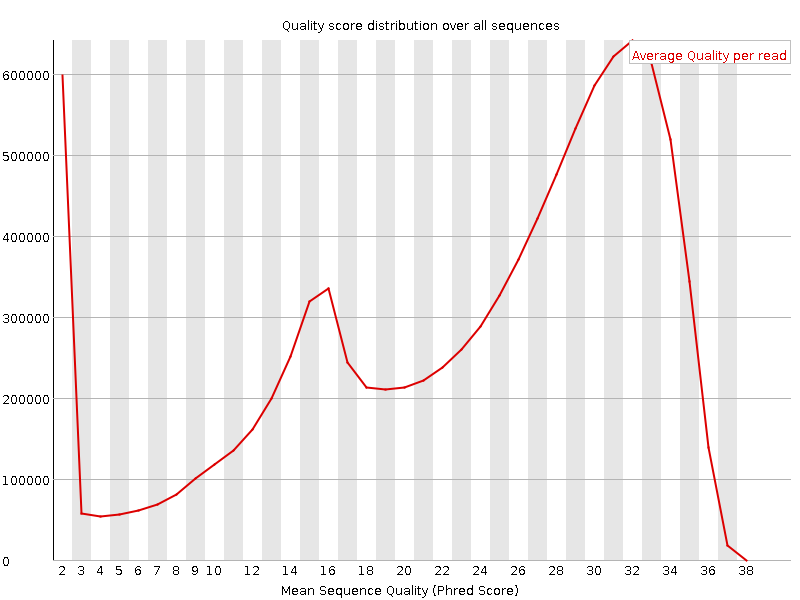 Quality score distribution over all sequences
Average Quality per read
600000
500000
400000
300000
200000
100000
0
2 3 4 5 6 7 8 9 10 12 14 16 18 20 22 24 26 28 30 32 34 36 38
Mean Sequence Quality (Phred Score)